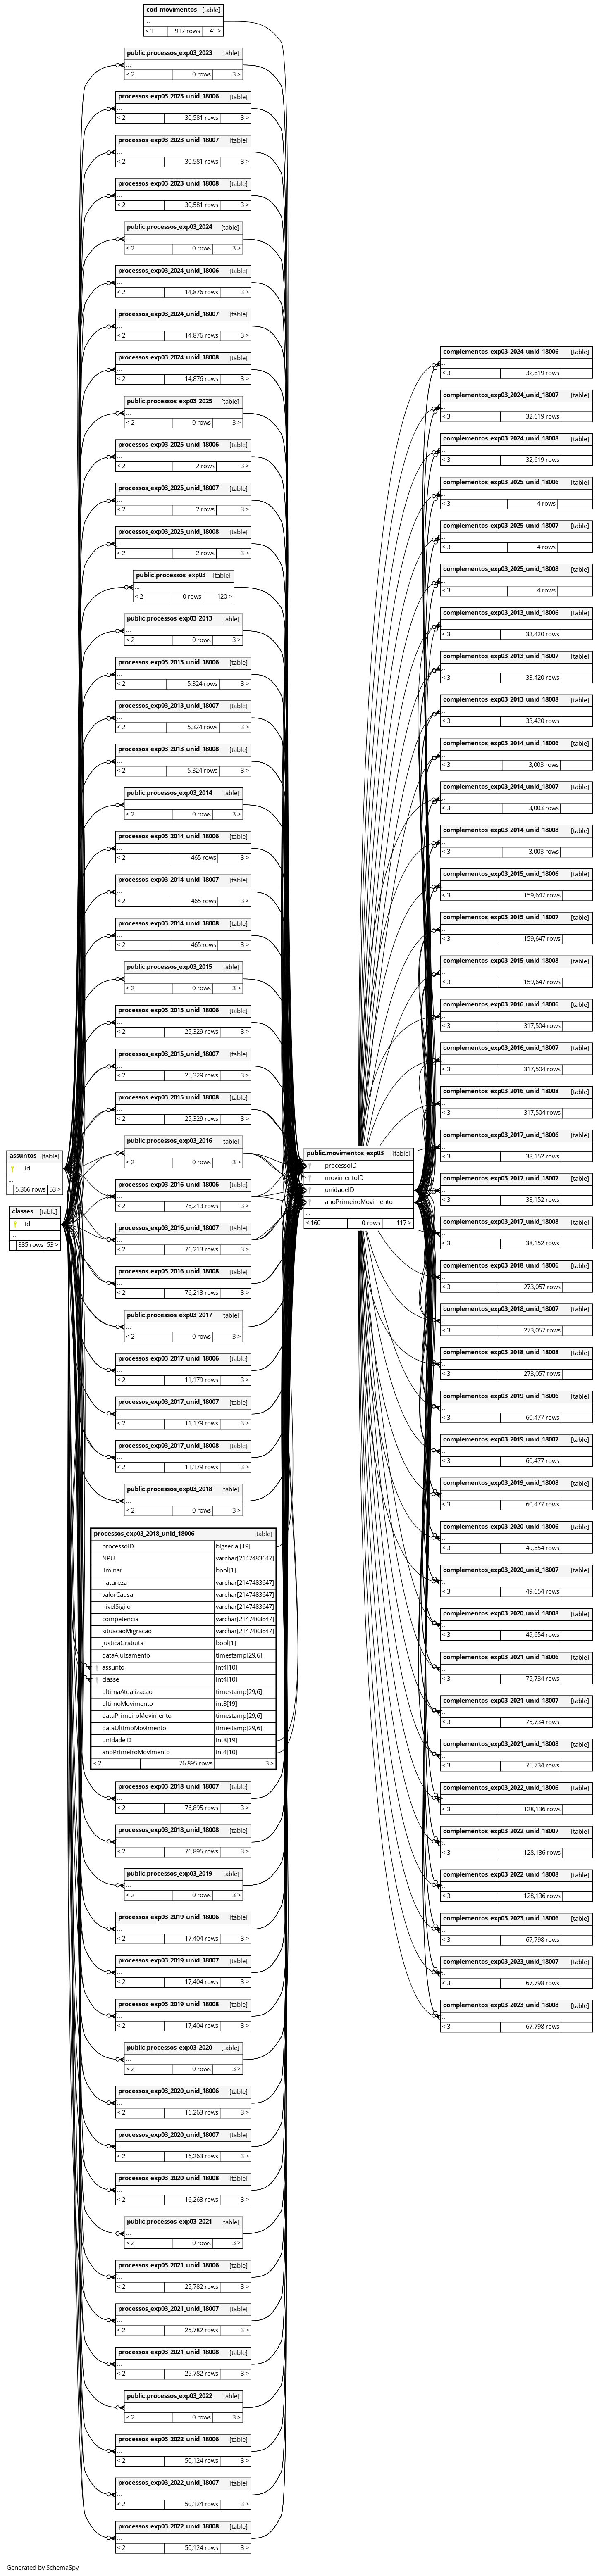 cod_movimentos [table]
...
< 1 917 rows 41 >
public.processos_exp03_2023 [table]
...
< 2 0 rows 3 >
processos_exp03_2023_unid_18006 [table]
...
< 2 30,581 rows 3 >
processos_exp03_2023_unid_18007 [table]
...
< 2 30,581 rows 3 >
processos_exp03_2023_unid_18008 [table]
...
< 2 30,581 rows 3 >
public.processos_exp03_2024 [table]
...
< 2 0 rows 3 >
processos_exp03_2024_unid_18006 [table]
...
< 2 14,876 rows 3 >
processos_exp03_2024_unid_18007 [table]
...
< 2 14,876 rows 3 >
processos_exp03_2024_unid_18008 [table]
...
< 2 14,876 rows 3 >
public.processos_exp03_2025 [table]
...
< 2 0 rows 3 >
processos_exp03_2025_unid_18006 [table]
...
< 2 2 rows 3 >
processos_exp03_2025_unid_18007 [table]
...
< 2 2 rows 3 >
processos_exp03_2025_unid_18008 [table]
...
< 2 2 rows 3 >
public.processos_exp03 [table]
...
< 2 0 rows 120 >
public.processos_exp03_2013 [table]
...
< 2 0 rows 3 >
processos_exp03_2013_unid_18006 [table]
...
< 2 5,324 rows 3 >
processos_exp03_2013_unid_18007 [table]
...
< 2 5,324 rows 3 >
processos_exp03_2013_unid_18008 [table]
...
< 2 5,324 rows 3 >
public.processos_exp03_2014 [table]
...
< 2 0 rows 3 >
processos_exp03_2014_unid_18006 [table]
...
< 2 465 rows 3 >
processos_exp03_2014_unid_18007 [table]
...
< 2 465 rows 3 >
processos_exp03_2014_unid_18008 [table]
...
< 2 465 rows 3 >
public.processos_exp03_2015 [table]
...
< 2 0 rows 3 >
processos_exp03_2015_unid_18006 [table]
...
< 2 25,329 rows 3 >
processos_exp03_2015_unid_18007 [table]
...
< 2 25,329 rows 3 >
processos_exp03_2015_unid_18008 [table]
...
< 2 25,329 rows 3 >
public.processos_exp03_2016 [table]
...
< 2 0 rows 3 >
processos_exp03_2016_unid_18006 [table]
...
< 2 76,213 rows 3 >
processos_exp03_2016_unid_18007 [table]
...
< 2 76,213 rows 3 >
processos_exp03_2016_unid_18008 [table]
...
< 2 76,213 rows 3 >
public.processos_exp03_2017 [table]
...
< 2 0 rows 3 >
processos_exp03_2017_unid_18006 [table]
...
< 2 11,179 rows 3 >
processos_exp03_2017_unid_18007 [table]
...
< 2 11,179 rows 3 >
processos_exp03_2017_unid_18008 [table]
...
< 2 11,179 rows 3 >
public.processos_exp03_2018 [table]
...
< 2 0 rows 3 >
assuntos [table]
id
...
5,366 rows 53 >
classes [table]
id
...
835 rows 53 >
processos_exp03_2018_unid_18006 [table]
processoID bigserial[19]
NPU varchar[2147483647]
liminar bool[1]
natureza varchar[2147483647]
valorCausa varchar[2147483647]
nivelSigilo varchar[2147483647]
competencia varchar[2147483647]
situacaoMigracao varchar[2147483647]
justicaGratuita bool[1]
dataAjuizamento timestamp[29,6]
assunto int4[10]
classe int4[10]
ultimaAtualizacao timestamp[29,6]
ultimoMovimento int8[19]
dataPrimeiroMovimento timestamp[29,6]
dataUltimoMovimento timestamp[29,6]
unidadeID int8[19]
anoPrimeiroMovimento int4[10]
< 2 76,895 rows 3 >
processos_exp03_2018_unid_18007 [table]
...
< 2 76,895 rows 3 >
processos_exp03_2018_unid_18008 [table]
...
< 2 76,895 rows 3 >
public.processos_exp03_2019 [table]
...
< 2 0 rows 3 >
processos_exp03_2019_unid_18006 [table]
...
< 2 17,404 rows 3 >
processos_exp03_2019_unid_18007 [table]
...
< 2 17,404 rows 3 >
processos_exp03_2019_unid_18008 [table]
...
< 2 17,404 rows 3 >
public.processos_exp03_2020 [table]
...
< 2 0 rows 3 >
processos_exp03_2020_unid_18006 [table]
...
< 2 16,263 rows 3 >
processos_exp03_2020_unid_18007 [table]
...
< 2 16,263 rows 3 >
processos_exp03_2020_unid_18008 [table]
...
< 2 16,263 rows 3 >
public.processos_exp03_2021 [table]
...
< 2 0 rows 3 >
processos_exp03_2021_unid_18006 [table]
...
< 2 25,782 rows 3 >
processos_exp03_2021_unid_18007 [table]
...
< 2 25,782 rows 3 >
processos_exp03_2021_unid_18008 [table]
...
< 2 25,782 rows 3 >
public.processos_exp03_2022 [table]
...
< 2 0 rows 3 >
processos_exp03_2022_unid_18006 [table]
...
< 2 50,124 rows 3 >
processos_exp03_2022_unid_18007 [table]
...
< 2 50,124 rows 3 >
processos_exp03_2022_unid_18008 [table]
...
< 2 50,124 rows 3 >
public.movimentos_exp03 [table]
processoID
movimentoID
unidadeID
anoPrimeiroMovimento
...
< 160 0 rows 117 >
complementos_exp03_2024_unid_18006 [table]
...
< 3 32,619 rows
complementos_exp03_2024_unid_18007 [table]
...
< 3 32,619 rows
complementos_exp03_2024_unid_18008 [table]
...
< 3 32,619 rows
complementos_exp03_2025_unid_18006 [table]
...
< 3 4 rows
complementos_exp03_2025_unid_18007 [table]
...
< 3 4 rows
complementos_exp03_2025_unid_18008 [table]
...
< 3 4 rows
complementos_exp03_2013_unid_18006 [table]
...
< 3 33,420 rows
complementos_exp03_2013_unid_18007 [table]
...
< 3 33,420 rows
complementos_exp03_2013_unid_18008 [table]
...
< 3 33,420 rows
complementos_exp03_2014_unid_18006 [table]
...
< 3 3,003 rows
complementos_exp03_2014_unid_18007 [table]
...
< 3 3,003 rows
complementos_exp03_2014_unid_18008 [table]
...
< 3 3,003 rows
complementos_exp03_2015_unid_18006 [table]
...
< 3 159,647 rows
complementos_exp03_2015_unid_18007 [table]
...
< 3 159,647 rows
complementos_exp03_2015_unid_18008 [table]
...
< 3 159,647 rows
complementos_exp03_2016_unid_18006 [table]
...
< 3 317,504 rows
complementos_exp03_2016_unid_18007 [table]
...
< 3 317,504 rows
complementos_exp03_2016_unid_18008 [table]
...
< 3 317,504 rows
complementos_exp03_2017_unid_18006 [table]
...
< 3 38,152 rows
complementos_exp03_2017_unid_18007 [table]
...
< 3 38,152 rows
complementos_exp03_2017_unid_18008 [table]
...
< 3 38,152 rows
complementos_exp03_2018_unid_18006 [table]
...
< 3 273,057 rows
complementos_exp03_2018_unid_18007 [table]
...
< 3 273,057 rows
complementos_exp03_2018_unid_18008 [table]
...
< 3 273,057 rows
complementos_exp03_2019_unid_18006 [table]
...
< 3 60,477 rows
complementos_exp03_2019_unid_18007 [table]
...
< 3 60,477 rows
complementos_exp03_2019_unid_18008 [table]
...
< 3 60,477 rows
complementos_exp03_2020_unid_18006 [table]
...
< 3 49,654 rows
complementos_exp03_2020_unid_18007 [table]
...
< 3 49,654 rows
complementos_exp03_2020_unid_18008 [table]
...
< 3 49,654 rows
complementos_exp03_2021_unid_18006 [table]
...
< 3 75,734 rows
complementos_exp03_2021_unid_18007 [table]
...
< 3 75,734 rows
complementos_exp03_2021_unid_18008 [table]
...
< 3 75,734 rows
complementos_exp03_2022_unid_18006 [table]
...
< 3 128,136 rows
complementos_exp03_2022_unid_18007 [table]
...
< 3 128,136 rows
complementos_exp03_2022_unid_18008 [table]
...
< 3 128,136 rows
complementos_exp03_2023_unid_18006 [table]
...
< 3 67,798 rows
complementos_exp03_2023_unid_18007 [table]
...
< 3 67,798 rows
complementos_exp03_2023_unid_18008 [table]
...
< 3 67,798 rows
Generated by SchemaSpy